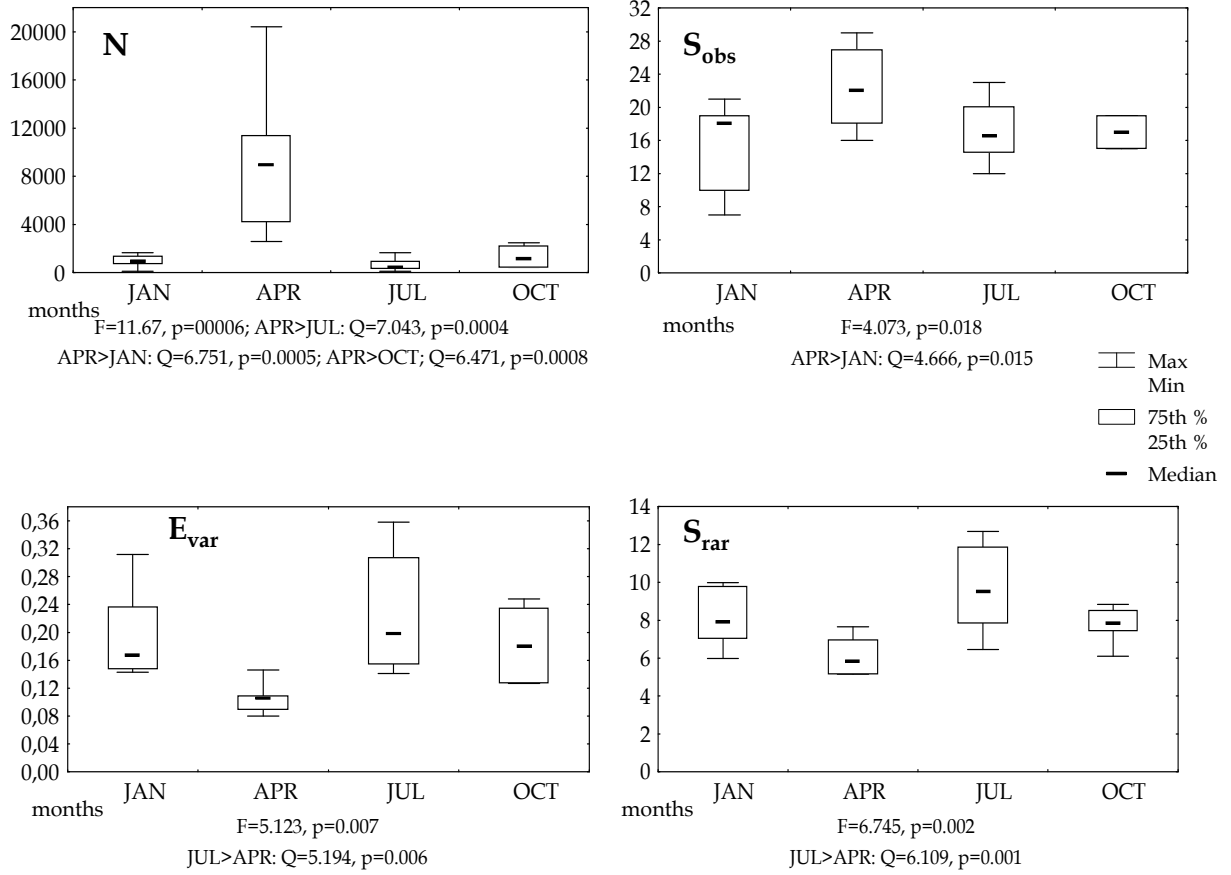 N
20000
16000
12000
8000
4000
0
JAN APR JUL OCT
months
F=11.67, p=00006; APR>JUL: Q=7.043, p=0.0004
APR>JAN: Q=6.751, p=0.0005; APR>OCT; Q=6.471, p=0.0008
S obs
32
28
24
20
16
12
8
4
0
JAN APR JUL OCT
months
F=4.073, p=0.018
APR>JAN: Q=4.666, p=0.015
Max
Min
75th %
25th %
Median
E var
0,36
0,32
0,28
0,24
0,20
0,16
0,12
0,08
0,04
0,00
JAN APR JUL OCT
months
F=5.123, p=0.007
JUL>APR: Q=5.194, p=0.006
S rar
14
12
10
8
6
4
2
0
JAN APR JUL OCT
months
F=6.745, p=0.002
JUL>APR: Q=6.109, p=0.001